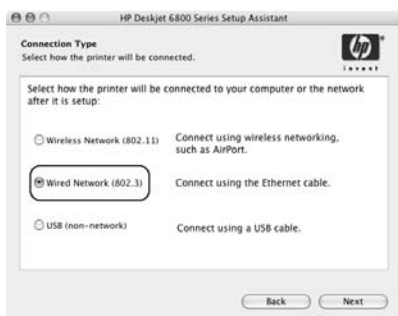 HP Deskjet 6800 Series Setup Assistant
Connection Type
Select how the printer will be connected.
hp
invent
Select how the printer will be connected to your computer or the network
after it is setup:
Wireless Network (802.11)
Connect using wireless networking,
such as AirPort.
Wired Network (802.3)
Connect using the Ethernet cable.
USB (non-network)
Connect using a USB cable.
Back
Next